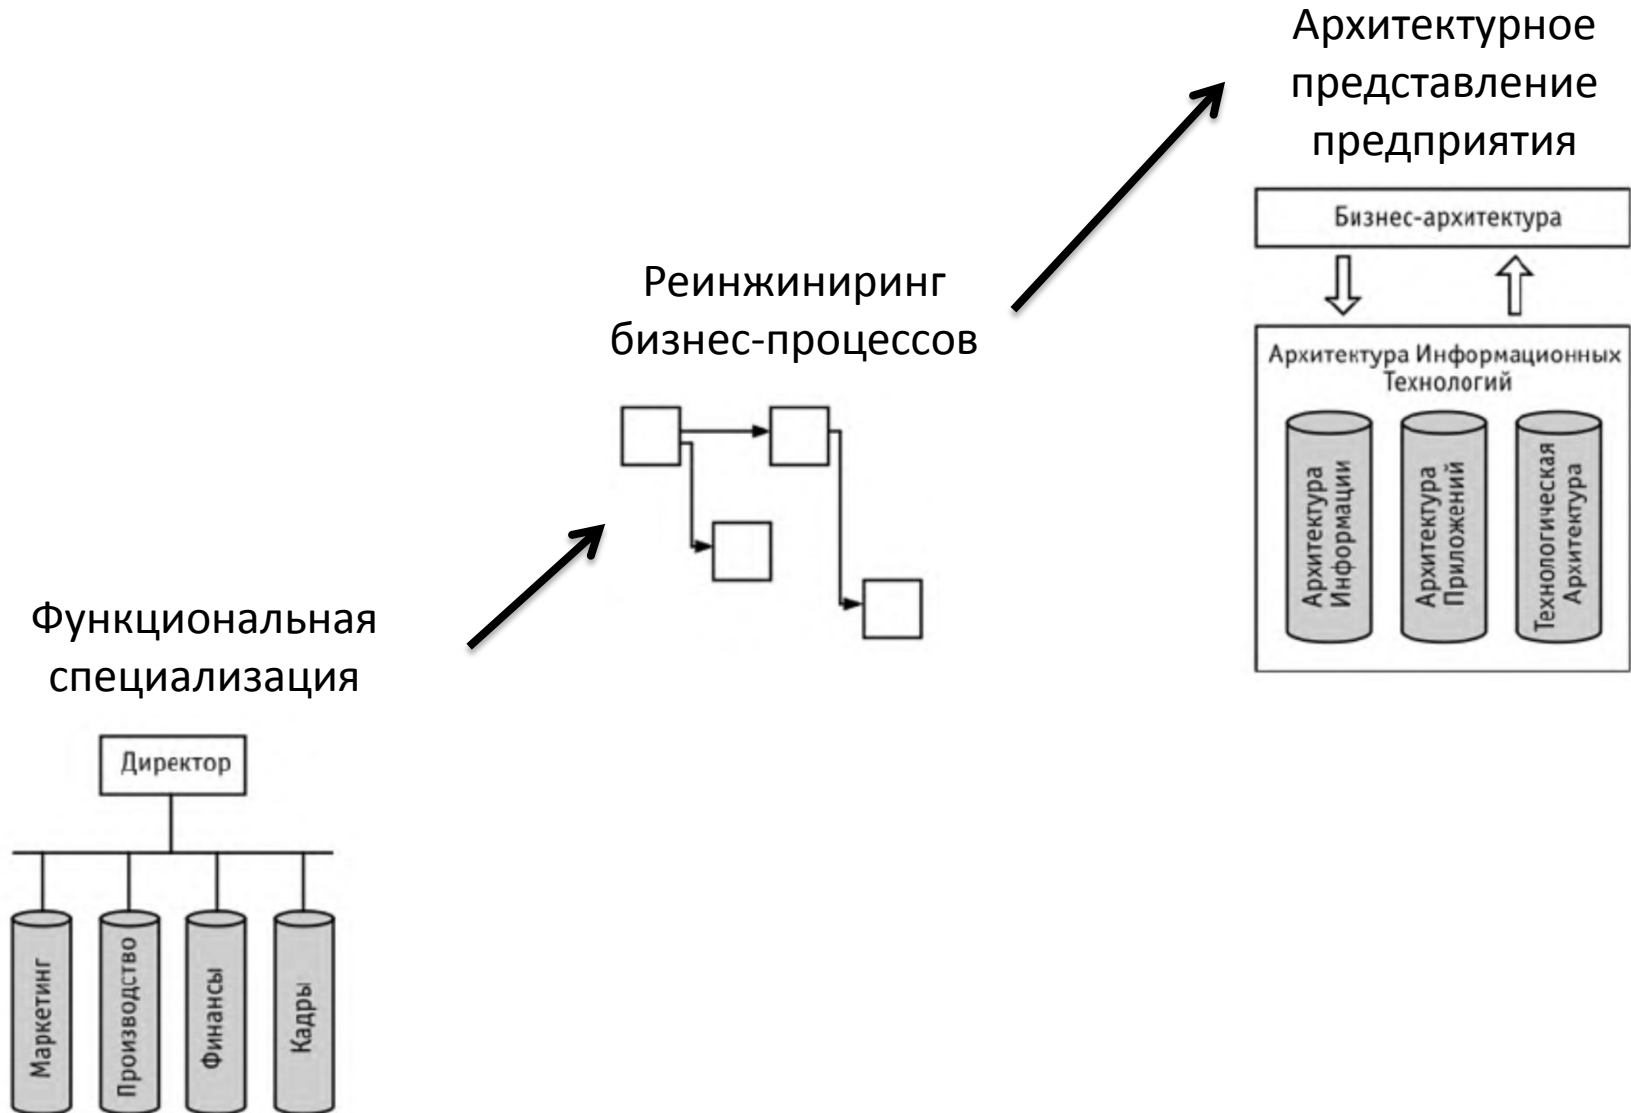 Архитектурное
представление
предприятия
Бизнес-архитектура
Архитектура Информационных
Технологий
Архитектура
Информации
Архитектура
Приложений
Технологическая
Архитектура
Реинжиниринг
бизнес-процессов
Функциональная
специализация
Директор
Маркетинг
Производство
Финансы
Кадры